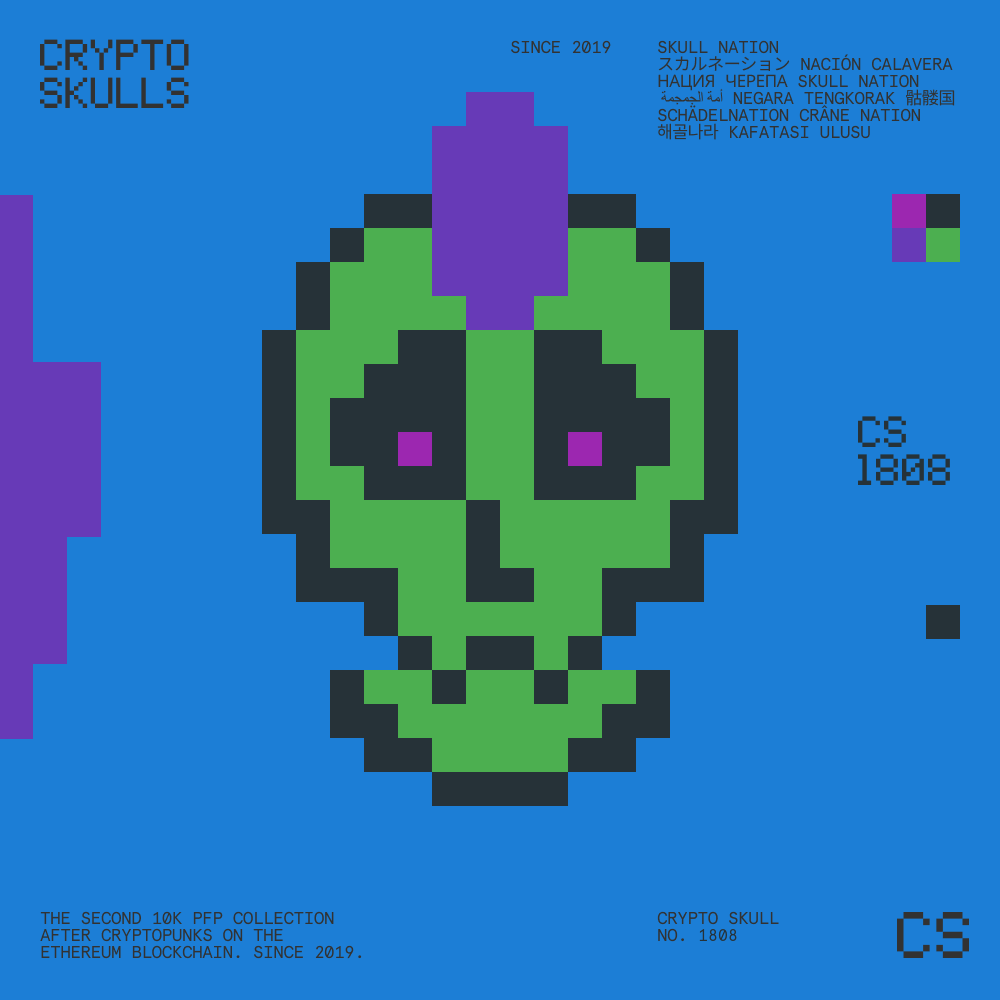 CRYPTO
SKULLS
SINCE 2019
SKULL NATION
スカルネーション NACIÓN CALAVERA
НАЦИЯ ЧЕРЕПА SKULL NATION
أمة الجمجمة NEGARA TENGKORAK 骷髅国
SCHÄDELNATION CRÂNE NATION
해골나라 KAFATASI ULUSU
CS
1808
THE SECOND 10K PFP COLLECTION
AFTER CRYPTOPUNKS ON THE
ETHEREUM BLOCKCHAIN. SINCE 2019.
CRYPTO SKULL
NO. 1808
CS